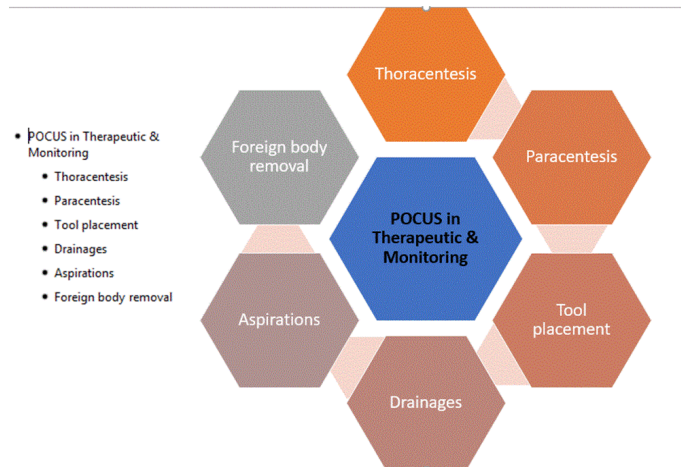 POCUS in Therapeutic &
Monitoring
Thoracentesis
Paracentesis
Tool placement
Drainages
Aspirations
Foreign body removal
Thoracentesis
Paracentesis
Tool
placement
Drainages
Aspirations
Foreign body
removal
POCUS in
Therapeutic &
Monitoring